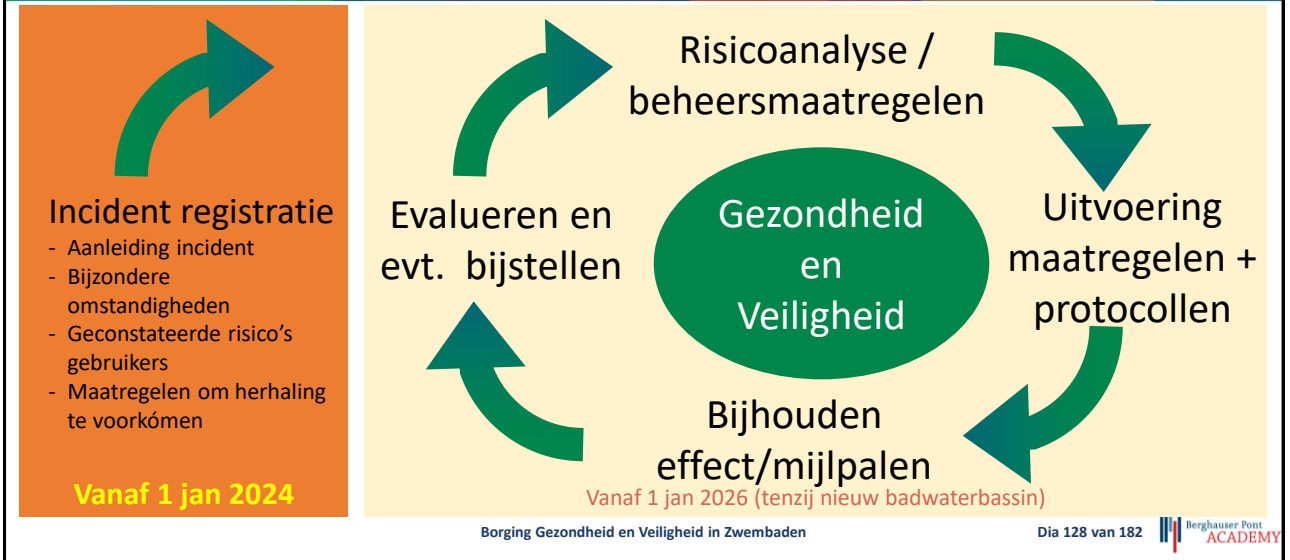 Incident registratie
- Aanleiding incident
- Bijzondere
omstandigheden
- Geconstateerde risico's
gebruikers
- Maatregelen om herhaling
te voorkómen
Vanaf 1 jan 2024
Risicoanalyse /
beheersmaatregelen
Uitvoering
maatregelen +
protocollen
Bijhouden
effect/mijlpalen
Evalueren en
evt. bijstellen
Gezondheid
en
Veiligheid
Vanaf 1 jan 2026 (tenzij nieuw badwaterbassin)
Borging Gezondheid en Veiligheid in Zwembaden
Dia 128 van 182
Berghauser Pont
ACADEMY